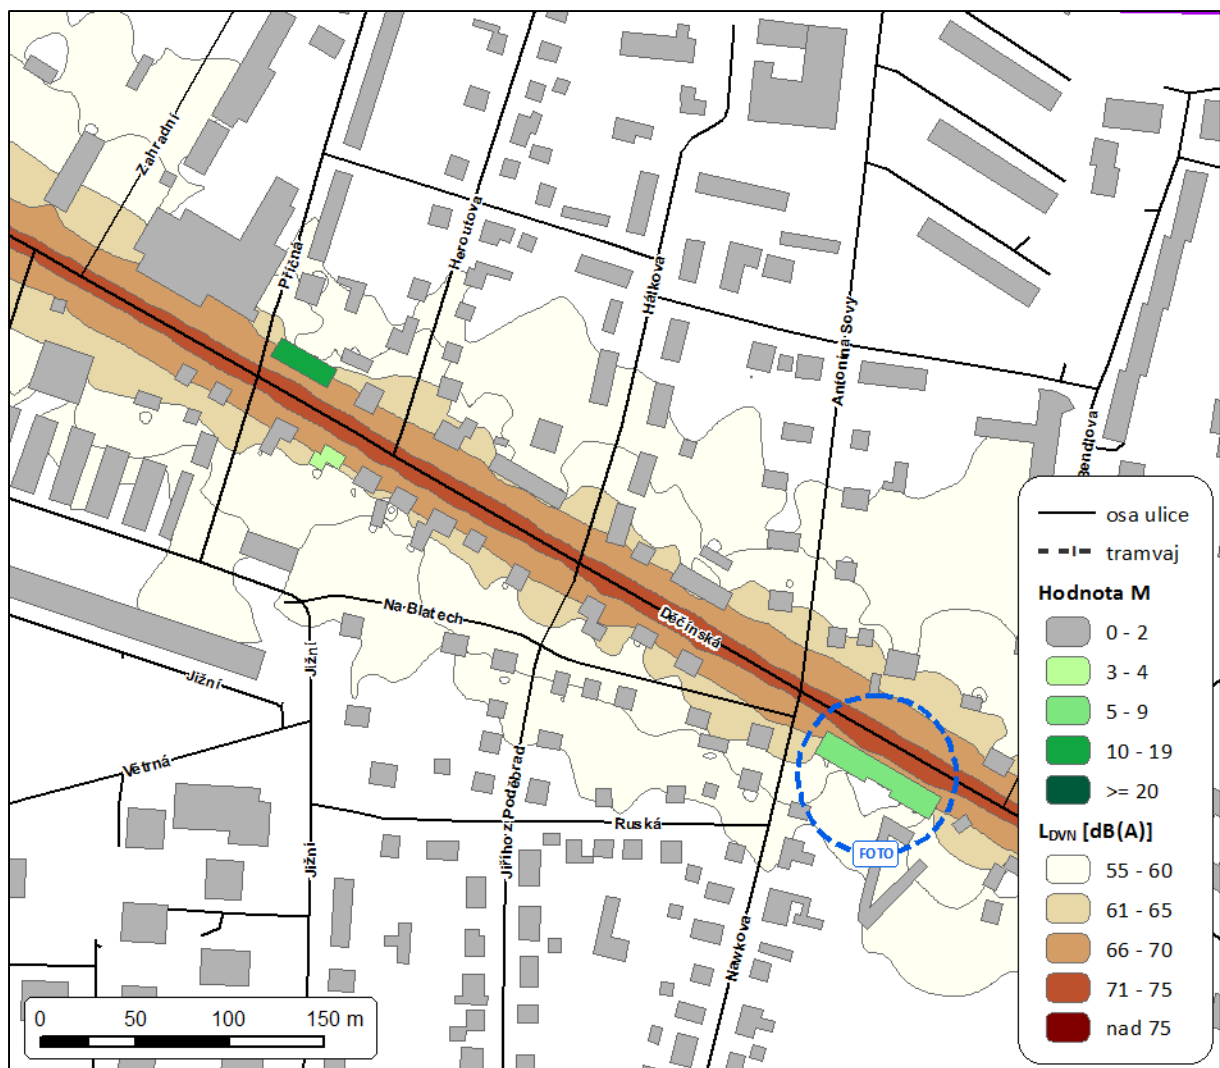 Zahradní
Příčná
Heroutova
Hálkova
Antonína Sovy
Bendlova
Děčínská
Na Blatech
Jižní
Jižní
Větrná
Jiřího z Poděbrad
Ruská
Jižní
Nawkova
FOTO
0 50 100 150 m
osa ulice
tramvaj
Hodnota M
0 - 2
3 - 4
5 - 9
10 - 19
>= 20
LDVN [dB(A)]
55 - 60
61 - 65
66 - 70
71 - 75
nad 75